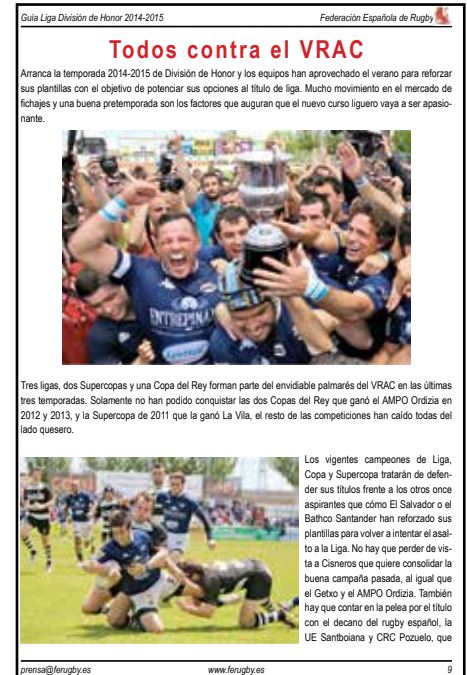 Guía Liga División de Honor 2014-2015
Federación Española de Rugby
Todos contra el VRAC
Arranca la temporada 2014-2015 de División de Honor y los equipos han aprovechado el verano para reforzar
sus plantillas con el objetivo de potenciar sus opciones al título de liga. Mucho movimiento en el mercado de
fichajes y una buena pretemporada son los factores que auguran que el nuevo curso liguero vaya a ser apasio-
nante.
ENTREPINARES
Tres ligas, dos Supercopas y una Copa del Rey forman parte del envidiable palmarés del VRAC en las últimas
tres temporadas. Solamente no han podido conquistar las dos Copas del Rey que ganó el AMPO Ordizia en
2012 y 2013, y la Supercopa de 2011 que la ganó La Vila, el resto de las competiciones han caído todas del
lado quesero.
Los vigentes campeones de Liga,
Copa y Supercopa tratarán de defen-
der sus títulos frente a los otros once
aspirantes que cómo El Salvador o el
Bathco Santander han reforzado sus
plantillas para volver a intentar el asal-
to a la Liga. No hay que perder de vis-
ta a Cisneros que quiere consolidar la
buena campaña pasada, al igual que
el Getxo y el AMPO Ordizia. También
hay que contar en la pelea por el título
con el decano del rugby español, la
UE Santboiana y CRC Pozuelo, que
prensa@ferugby.es
www.ferugby.es
9